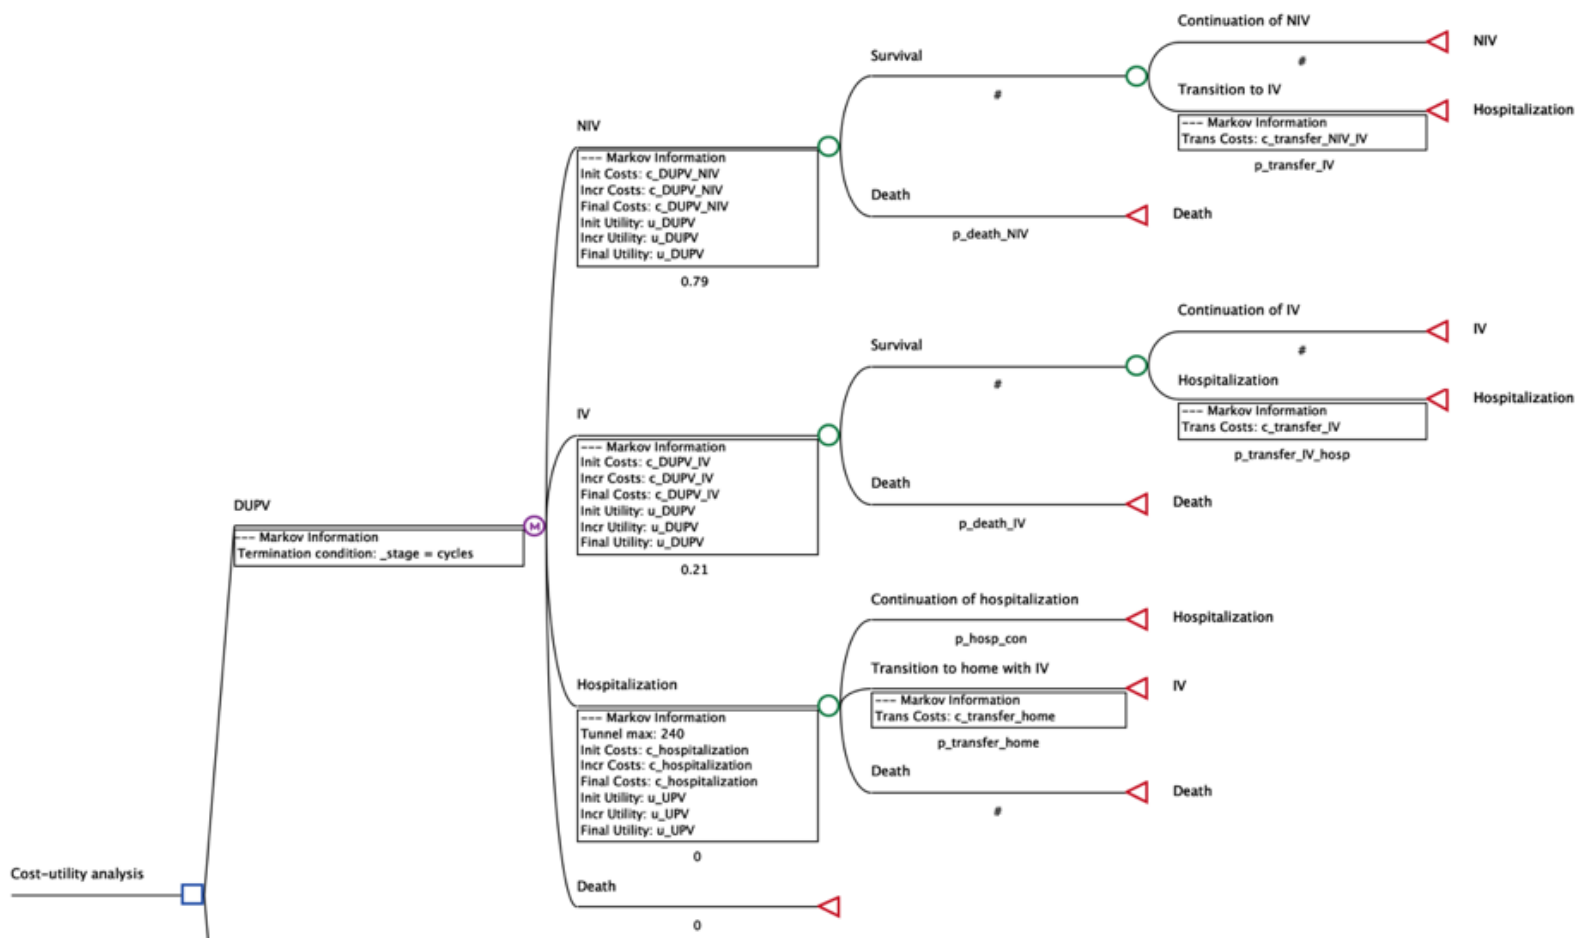 Continuation of NIV
NIV
#
Survival
#
Transition to IV
Hospitalization
--- Markov Information
Trans Costs: c_transfer_NIV_IV
p_transfer_IV
NIV
--- Markov Information
Init Costs: c_DUPV_NIV
Incr Costs: c_DUPV_NIV
Final Costs: c_DUPV_NIV
Init Utility: u_DUPV
Incr Utility: u_DUPV
Final Utility: u_DUPV
0.79
Death
Death
p_death_NIV
Continuation of IV
IV
#
Survival
#
Hospitalization
Hospitalization
--- Markov Information
Trans Costs: c_transfer_IV
p_transfer_IV_hosp
IV
--- Markov Information
Init Costs: c_DUPV_IV
Incr Costs: c_DUPV_IV
Final Costs: c_DUPV_IV
Init Utility: u_DUPV
Incr Utility: u_DUPV
Final Utility: u_DUPV
0.21
Death
Death
p_death_IV
DUPV
--- Markov Information
Termination condition: _stage = cycles
M
Continuation of hospitalization
Hospitalization
p_hosp_con
Transition to home with IV
IV
--- Markov Information
Trans Costs: c_transfer_home
p_transfer_home
Hospitalization
--- Markov Information
Tunnel max: 240
Init Costs: c_hospitalization
Incr Costs: c_hospitalization
Final Costs: c_hospitalization
Init Utility: u_UPV
Incr Utility: u_UPV
Final Utility: u_UPV
0
Death
Death
#
Death
0
Cost-utility analysis